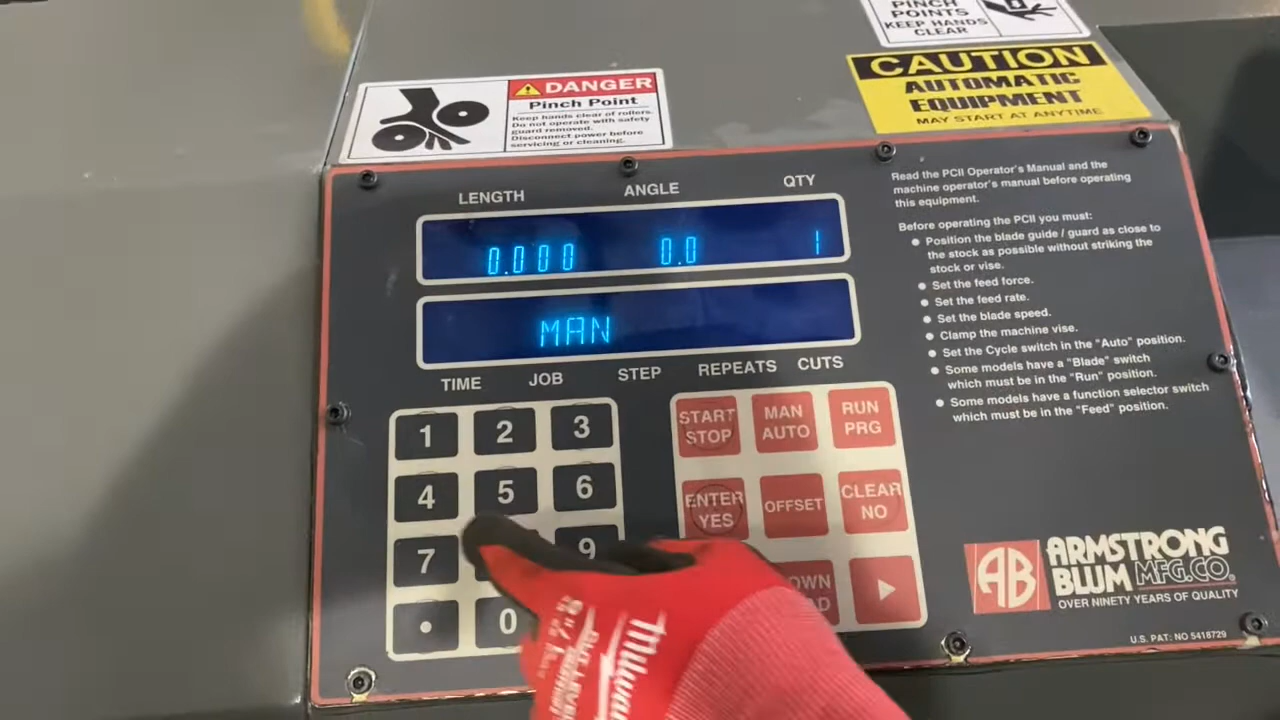 PINCH
POINTS
KEEP HANDS
CLEAR
DANGER
Pinch Point
Keep hands clear of rollers.
Do not operate with safety
guard removed.
Disconnect power before
servicing or cleaning.
CAUTION
AUTOMATIC
EQUIPMENT
MAY START AT ANYTIME
LENGTH ANGLE QTY
0.000 0.0 1
MAN
TIME JOB STEP REPEATS CUTS
1 2 3
4 5 6
7 9
. 0
START
STOP
MAN
AUTO
RUN
PRG
ENTER
YES
OFFSET
CLEAR
NO
Read the PCII Operator's Manual and the
machine operator's manual before operating
this equipment.
Before operating the PCII you must:
● Position the blade guide / guard as close to
the stock as possible without striking the
stock or vise.
● Set the feed force.
● Set the feed rate.
● Set the blade speed.
● Clamp the machine vise.
● Set the Cycle switch in the "Auto" position.
● Some models have a "Blade" switch
which must be in the "Run" position.
● Some models have a function selector switch
which must be in the "Feed" position.
AB
ARMSTRONG
BLUM MFG.CO.
OVER NINETY YEARS OF QUALITY
U.S. PAT: NO 5418729